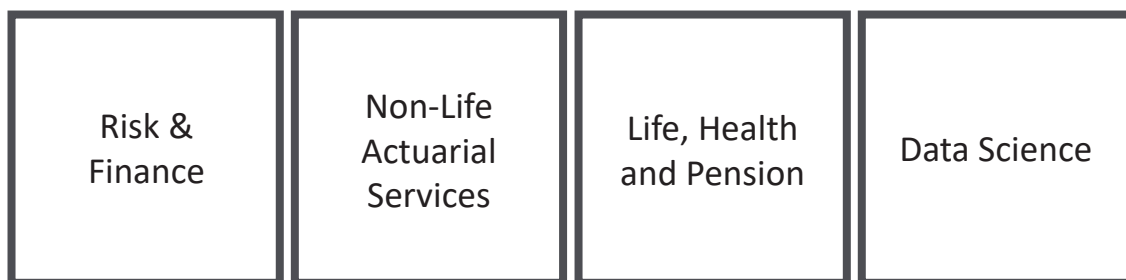 Risk &
Finance
Non-Life
Actuarial
Services
Life, Health
and Pension
Data Science